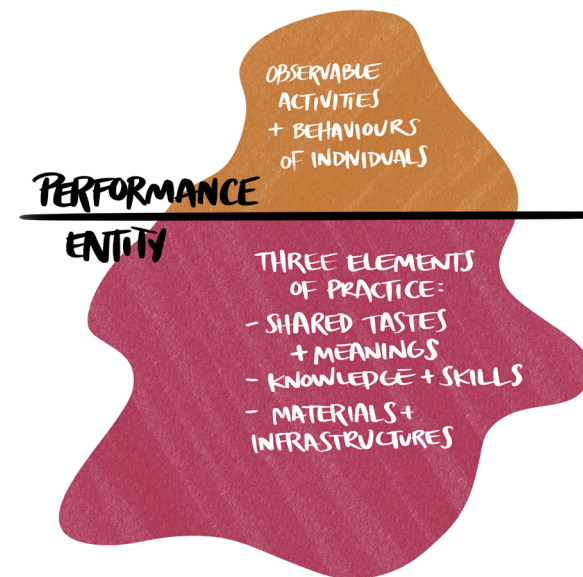 OBSERVABLE
ACTIVITIES
+ BEHAVIOURS
OF INDIVIDUALS
PERFORMANCE
ENTITY
THREE ELEMENTS
OF PRACTICE:
- SHARED TASTES
+ MEANINGS
- KNOWLEDGE + SKILLS
- MATERIALS +
INFRASTRUCTURES